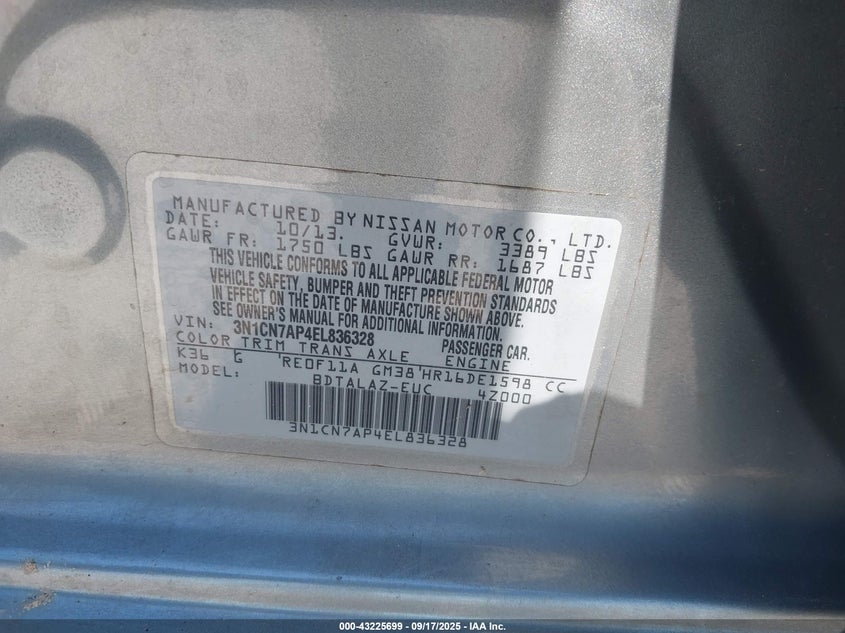 MANUFACTURED BY NISSAN MOTOR CO., LTD.
DATE: 10/13. GVWR: 3389 LBS
GAWR FR: 1750 LBS GAWR RR: 1687 LBS
THIS VEHICLE CONFORMS TO ALL APPLICABLE FEDERAL MOTOR
VEHICLE SAFETY, BUMPER AND THEFT PREVENTION STANDARDS
IN EFFECT ON THE DATE OF MANUFACTURE SHOWN ABOVE.
SEE OWNER'S MANUAL FOR ADDITIONAL INFORMATION
VIN: 3N1CN7AP4EL836328 PASSENGER CAR.
COLOR TRIM TRANS AXLE ENGINE
K36 G RE0F11A GM38 HR16DE1598 CC
MODEL: BDTALAZ-EUC 4Z000
3N1CN7AP4EL836328
000-43225699 - 09/17/2025 - IAA Inc.